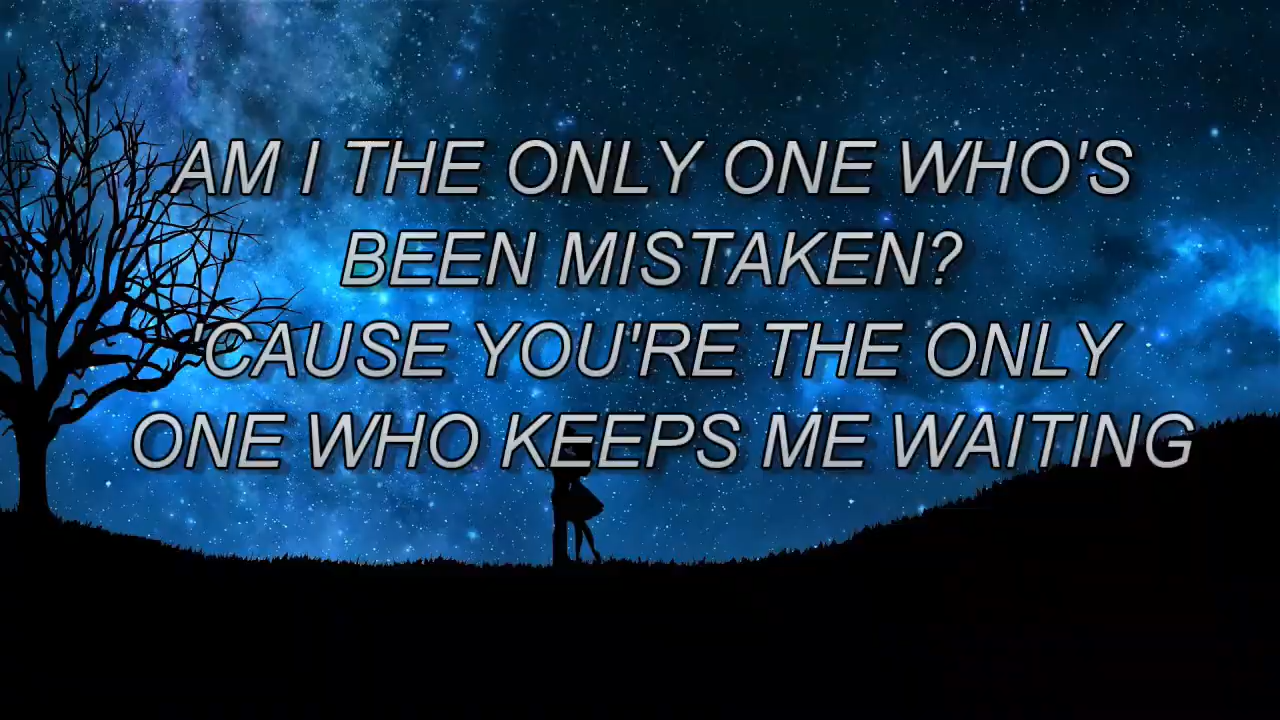 AM I THE ONLY ONE WHO'S
BEEN MISTAKEN?
'CAUSE YOU'RE THE ONLY
ONE WHO KEEPS ME WAITING